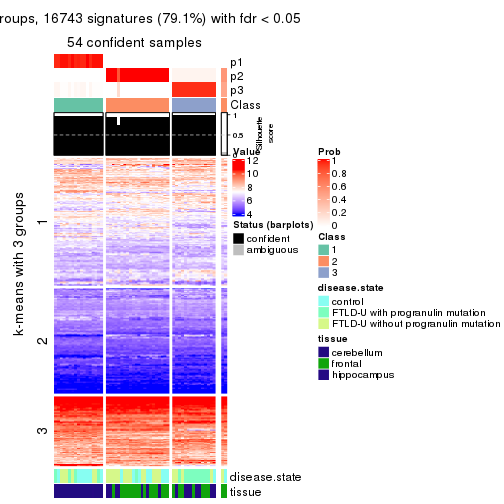 roups, 16743 signatures (79.1%) with fdr < 0.05
54 confident samples
p1
p2
p3
Class
1
0.5
0
Silhouette
score
k-means with 3 groups
1
2
3
disease.state
tissue
Value
12
10
8
6
4
Status (barplots)
confident
ambiguous
Prob
1
0.8
0.6
0.4
0.2
0
Class
1
2
3
disease.state
control
FTLD-U with progranulin mutation
FTLD-U without progranulin mutation
tissue
cerebellum
frontal
hippocampus